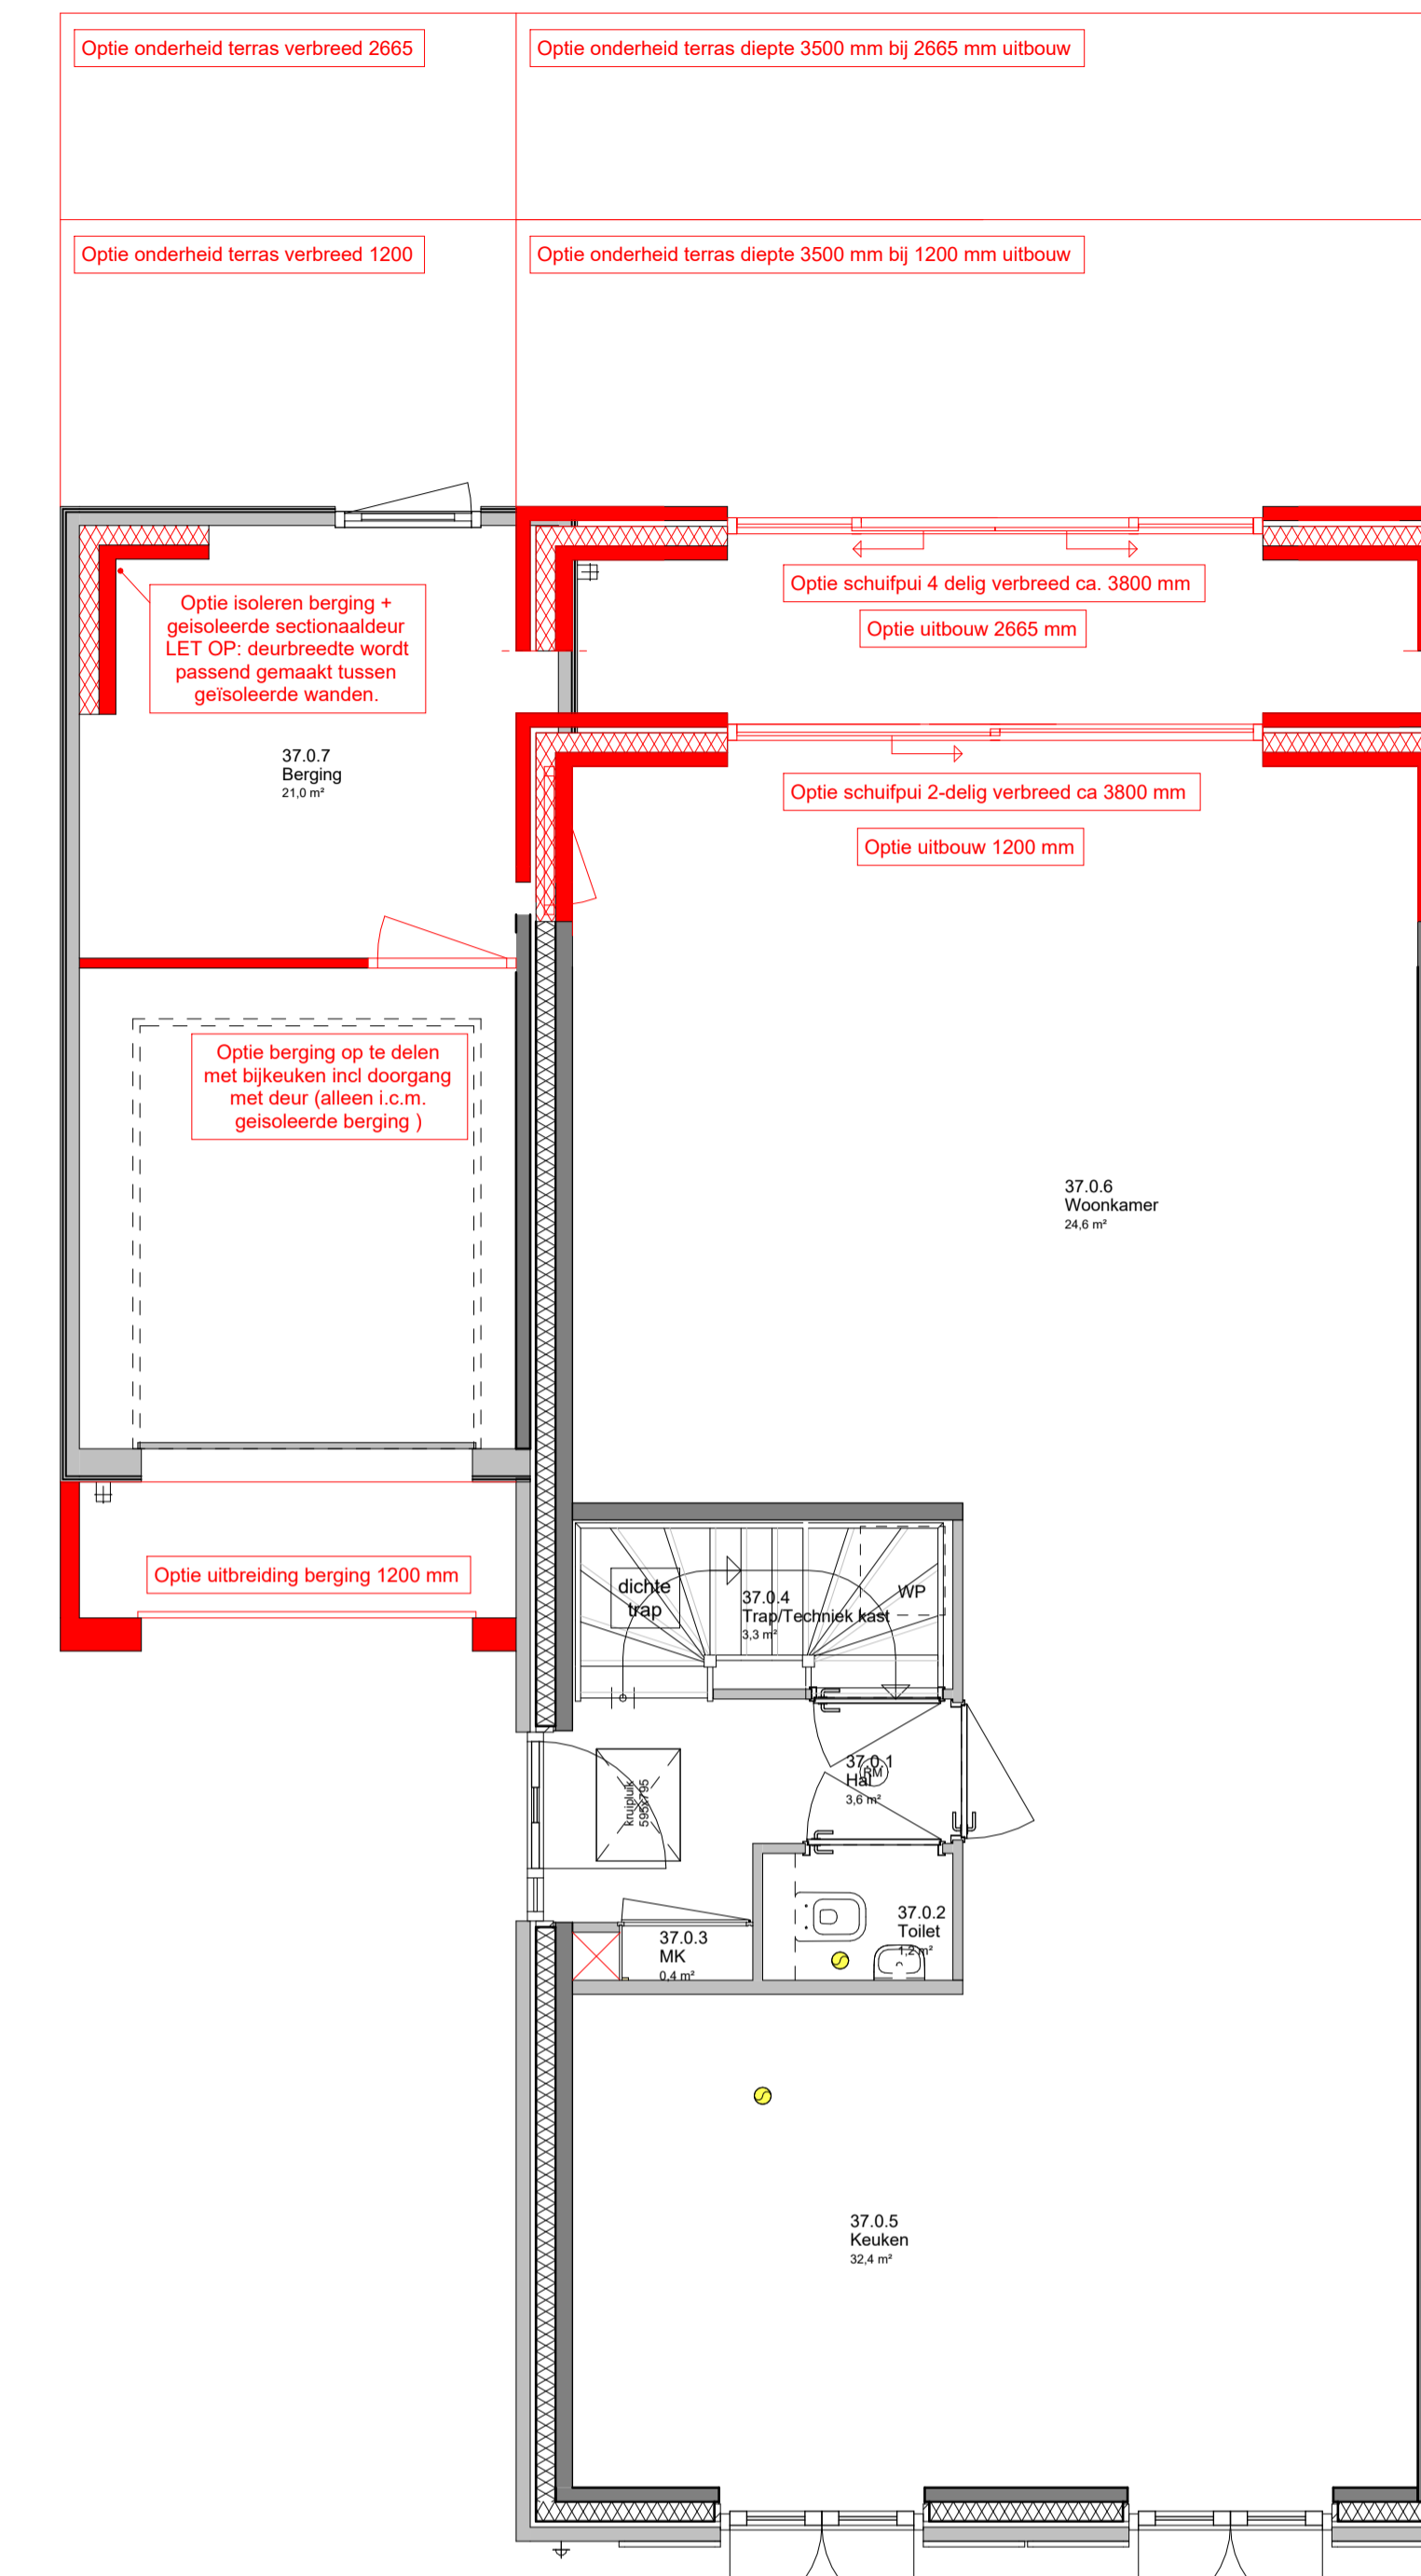 Optie onderheid terras verbreed 2665
Optie onderheid terras diepte 3500 mm bij 2665 mm uitbouw
Optie onderheid terras verbreed 1200
Optie onderheid terras diepte 3500 mm bij 1200 mm uitbouw
Optie schuifpui 4 delig verbreed ca. 3800 mm
Optie uitbouw 2665 mm
Optie isoleren berging +
geisoleerde sectionaaldeur
LET OP: deurbreedte wordt
passend gemaakt tussen
geïsoleerde wanden.
37.0.7
Berging
21,0 m²
Optie schuifpui 2-delig verbreed ca 3800 mm
Optie uitbouw 1200 mm
Optie berging op te delen
met bijkeuken incl doorgang
met deur (alleen i.c.m.
geisoleerde berging )
37.0.6
Woonkamer
24,6 m²
Optie uitbreiding berging 1200 mm
dichte
trap
37.0.4
Trap/Techniek kast
3,3 m²
WP
kruipluik
595x795
37.0.1
Hal
3,6 m²
RM
37.0.2
Toilet
1,2 m²
37.0.3
MK
0,4 m²
37.0.5
Keuken
32,4 m²